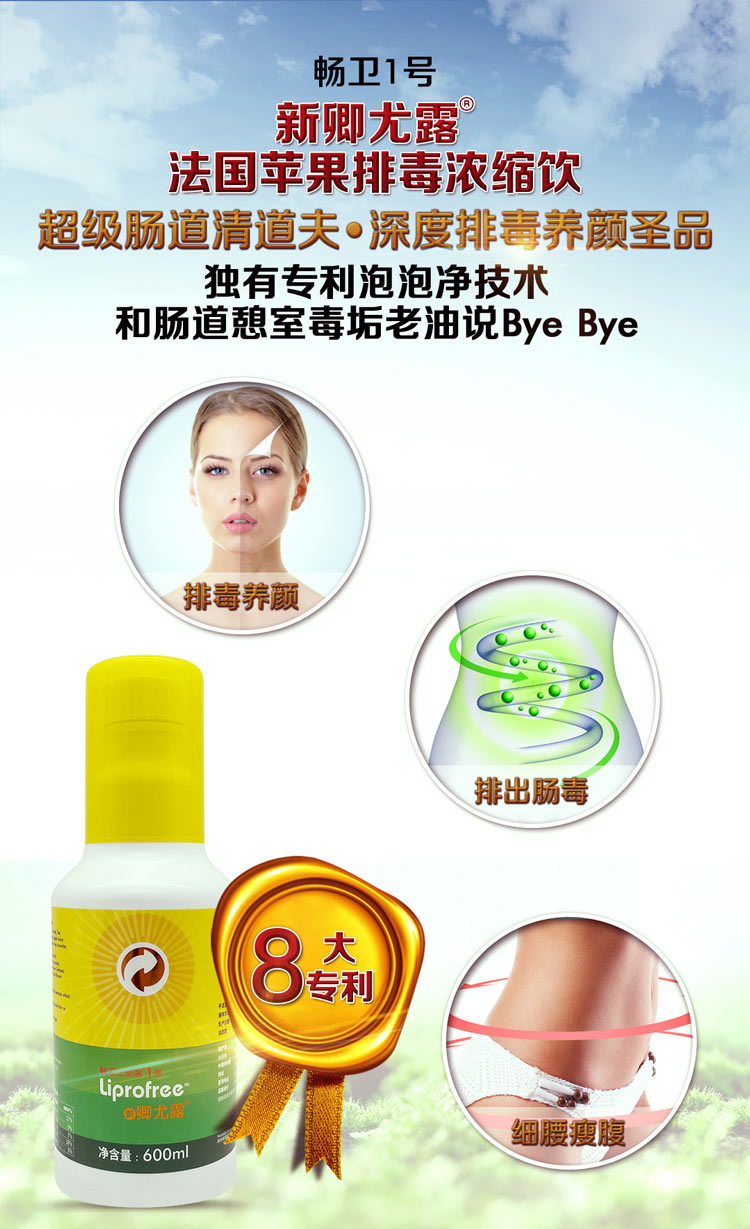 畅卫1号
新卿尤露®
法国苹果排毒浓缩饮
超级肠道清道夫•深度排毒养颜圣品
独有专利泡泡净技术
和肠道憩室毒垢老油说Bye Bye
排毒养颜
排出肠毒
8大
专利
Liprofree™
新卿尤露
净含量：600ml
细腰瘦腹